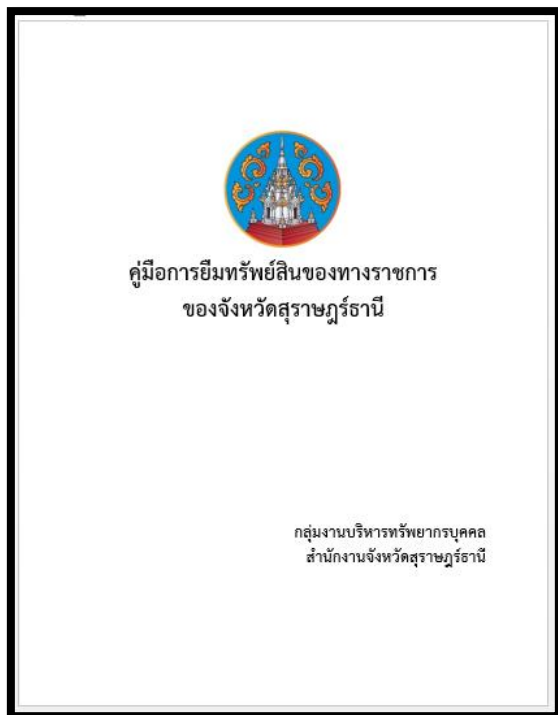 คู่มือการยืมทรัพย์สินของทางราชการ
ของจังหวัดสุราษฎร์ธานี
กลุ่มงานบริหารทรัพยากรบุคคล
สำนักงานจังหวัดสุราษฎร์ธานี